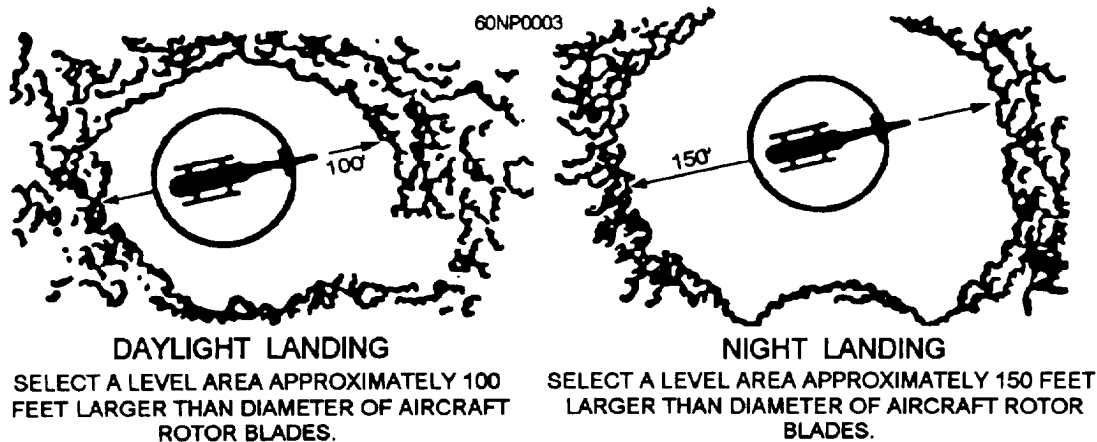 60NP0003
100'
150'
DAYLIGHT LANDING
SELECT A LEVEL AREA APPROXIMATELY 100
FEET LARGER THAN DIAMETER OF AIRCRAFT
ROTOR BLADES.
NIGHT LANDING
SELECT A LEVEL AREA APPROXIMATELY 150 FEET
LARGER THAN DIAMETER OF AIRCRAFT ROTOR
BLADES.